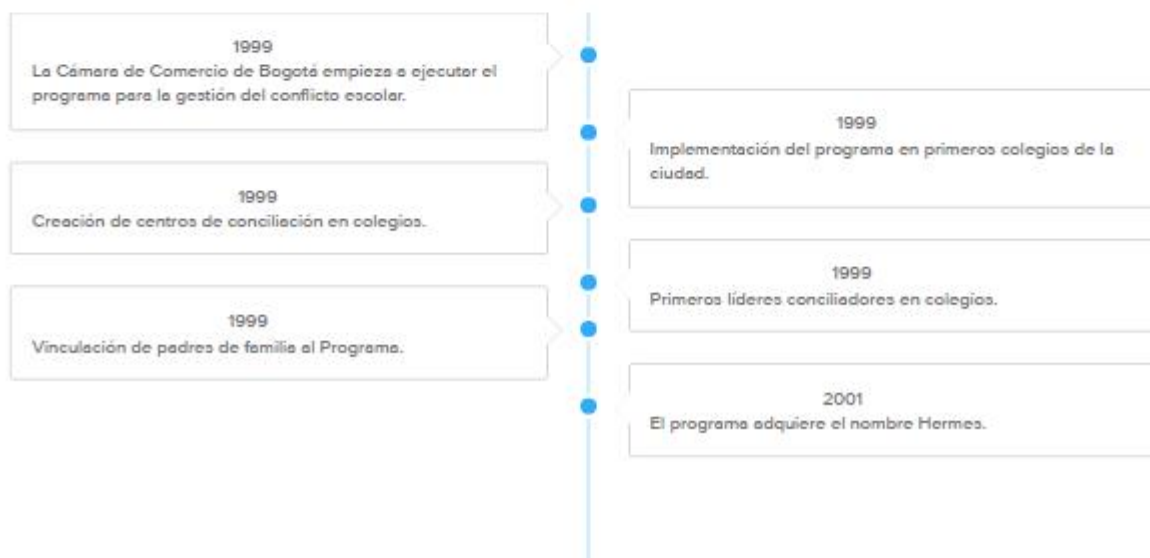 1999
La Cámara de Comercio de Bogotá empieza a ejecutar el
programa para la gestión del conflicto escolar.
1999
Implementación del programa en primeros colegios de la
ciudad.
1999
Creación de centros de conciliación en colegios.
1999
Primeros líderes conciliadores en colegios.
1999
Vinculación de padres de familia al Programa.
2001
El programa adquiere el nombre Hermes.